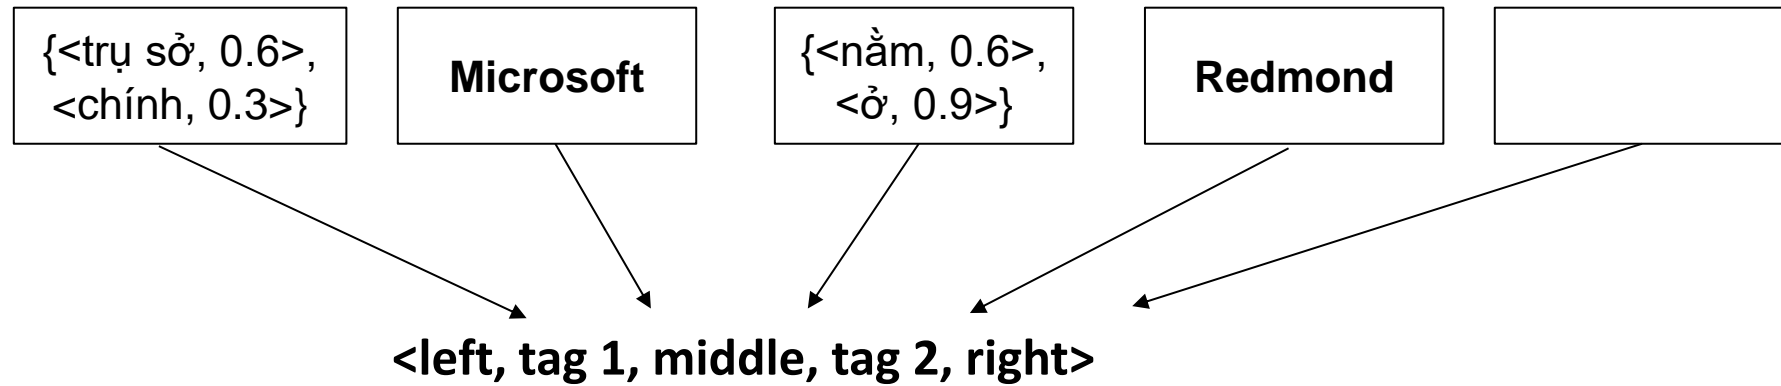 {<trụ sở, 0.6>,
<chính, 0.3>}
Microsoft
{<nằm, 0.6>,
<ở, 0.9>}
Redmond
<left, tag 1, middle, tag 2, right>